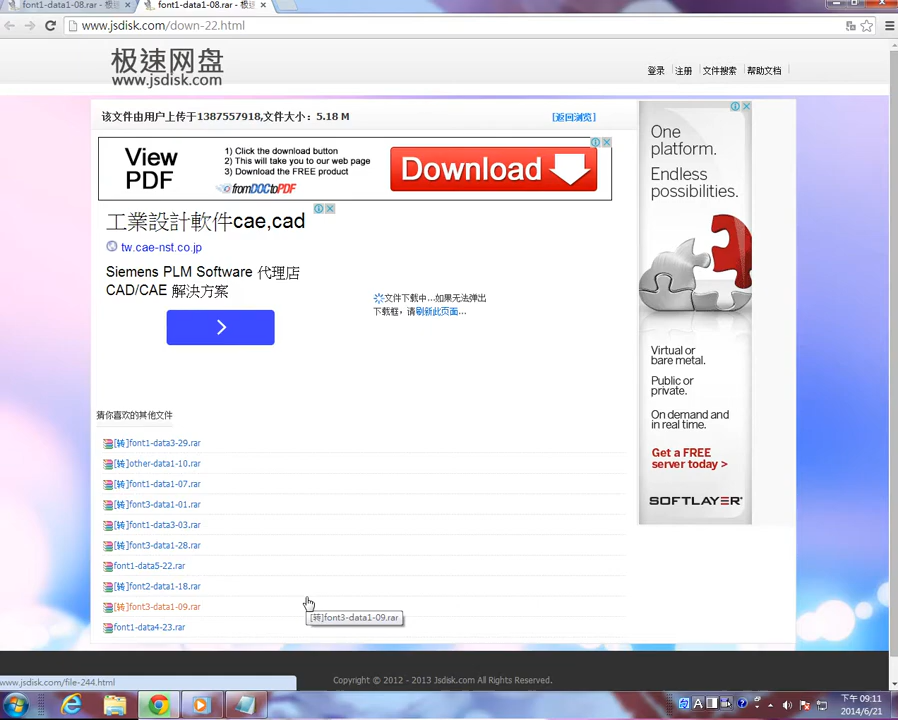 font1-data1-08.rar - 极
font1-data1-08.rar - 极速
www.jsdisk.com/down-22.html
极速网盘
www.jsdisk.com
登录
注册
文件搜索
帮助文档
该文件由用户上传于1387557918,文件大小：5.18 M
[返回浏览]
View
PDF
1) Click the download button
2) This will take you to our web page
3) Download the FREE product
fromDOCtoPDF
Download
工業設計軟件cae,cad
tw.cae-nst.co.jp
Siemens PLM Software 代理店
CAD/CAE 解決方案
文件下载中...如果无法弹出
下载框，请刷新此页面...
One
platform.
Endless
possibilities.
Virtual or
bare metal.
Public or
private.
On demand and
in real time.
Get a FREE
server today >
SOFTLAYER®
猜你喜欢的其他文件
[转]font1-data3-29.rar
[转]other-data1-10.rar
[转]font1-data1-07.rar
[转]font3-data1-01.rar
[转]font1-data3-03.rar
[转]font3-data1-28.rar
font1-data5-22.rar
[转]font2-data1-18.rar
[转]font3-data1-09.rar
[转]font3-data1-09.rar
font1-data4-23.rar
Copyright © 2012 - 2013 Jsdisk.com All Rights Reserved.
www.jsdisk.com/file-244.html
A
下午 09:11
2014/6/21